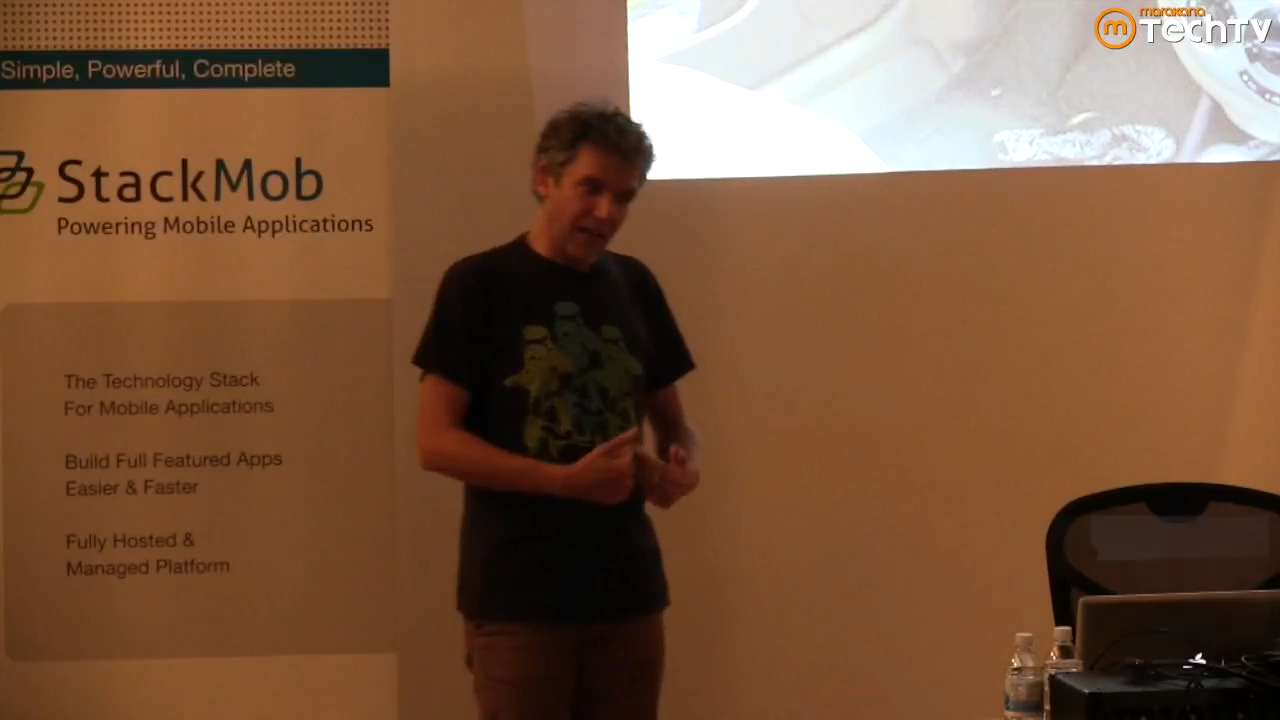 Simple, Powerful, Complete
StackMob
Powering Mobile Applications
The Technology Stack
For Mobile Applications
Build Full Featured Apps
Easier & Faster
Fully Hosted &
Managed Platform
marakana
TechTV